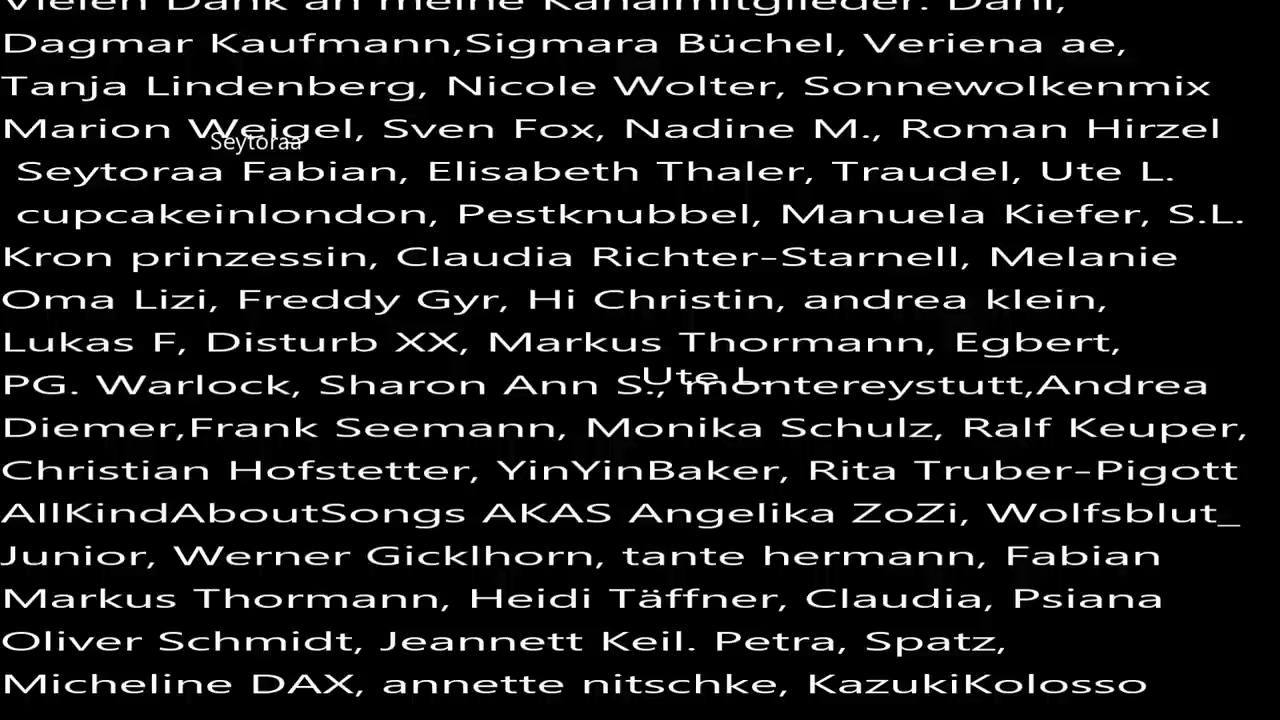 Vielen Dank an meine Kanalmitglieder: Dani,
Dagmar Kaufmann,Sigmara Büchel, Veriena ae,
Tanja Lindenberg, Nicole Wolter, Sonnewolkenmix
Marion Weigel, Sven Fox, Nadine M., Roman Hirzel
Seytoraa
Seytoraa Fabian, Elisabeth Thaler, Traudel, Ute L.
cupcakeinlondon, Pestknubbel, Manuela Kiefer, S.L.
Kron prinzessin, Claudia Richter-Starnell, Melanie
Oma Lizi, Freddy Gyr, Hi Christin, andrea klein,
Lukas F, Disturb XX, Markus Thormann, Egbert,
Ute L.
PG. Warlock, Sharon Ann S., montereystutt,Andrea
Diemer,Frank Seemann, Monika Schulz, Ralf Keuper,
Christian Hofstetter, YinYinBaker, Rita Truber-Pigott
AllKindAboutSongs AKAS Angelika ZoZi, Wolfsblut_
Junior, Werner Gicklhorn, tante hermann, Fabian
Markus Thormann, Heidi Täffner, Claudia, Psiana
Oliver Schmidt, Jeannett Keil. Petra, Spatz,
Micheline DAX, annette nitschke, KazukiKolosso